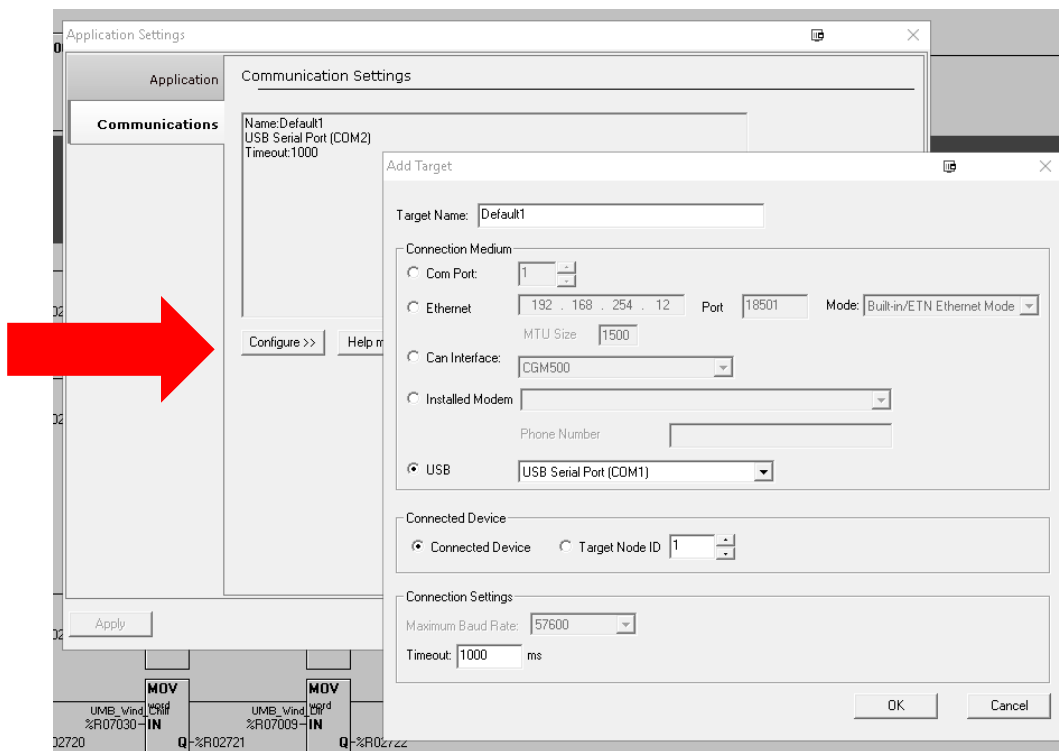 Application Settings
Application
Communications
Communication Settings
Name:Default1
USB Serial Port (COM2)
Timeout:1000
Configure >>
Help m
Apply
Add Target
Target Name: Default1
Connection Medium
Com Port: 1
Ethernet 192 . 168 . 254 . 12 Port 18501 Mode: Built-in/ETN Ethernet Mode
MTU Size 1500
Can Interface: CGM500
Installed Modem
Phone Number
USB USB Serial Port (COM1)
Connected Device
Connected Device Target Node ID 1
Connection Settings
Maximum Baud Rate: 57600
Timeout: 1000 ms
OK Cancel
MOV MOV
word word
UMB_Wind_Chill UMB_Wind_Dir
%R07030 IN %R07009 IN
02720 Q %R02721 Q %R02722